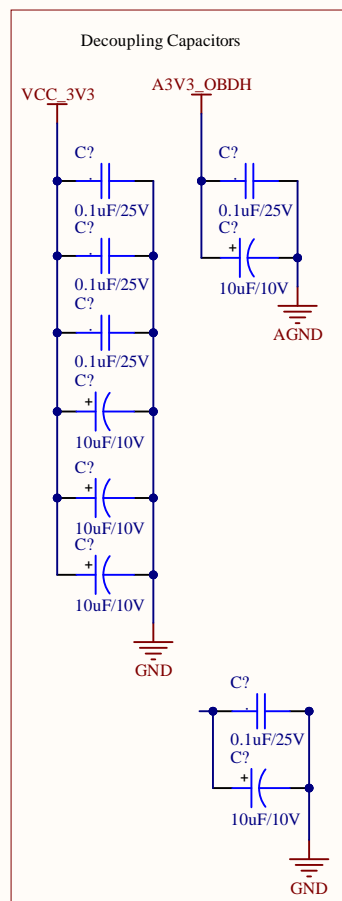 Decoupling Capacitors
VCC_3V3
C?
0.1uF/25V
C?
0.1uF/25V
C?
0.1uF/25V
C?
+
10uF/10V
C?
+
10uF/10V
C?
+
10uF/10V
GND
A3V3_OBDH
C?
0.1uF/25V
C?
+
10uF/10V
AGND
C?
0.1uF/25V
C?
+
10uF/10V
GND